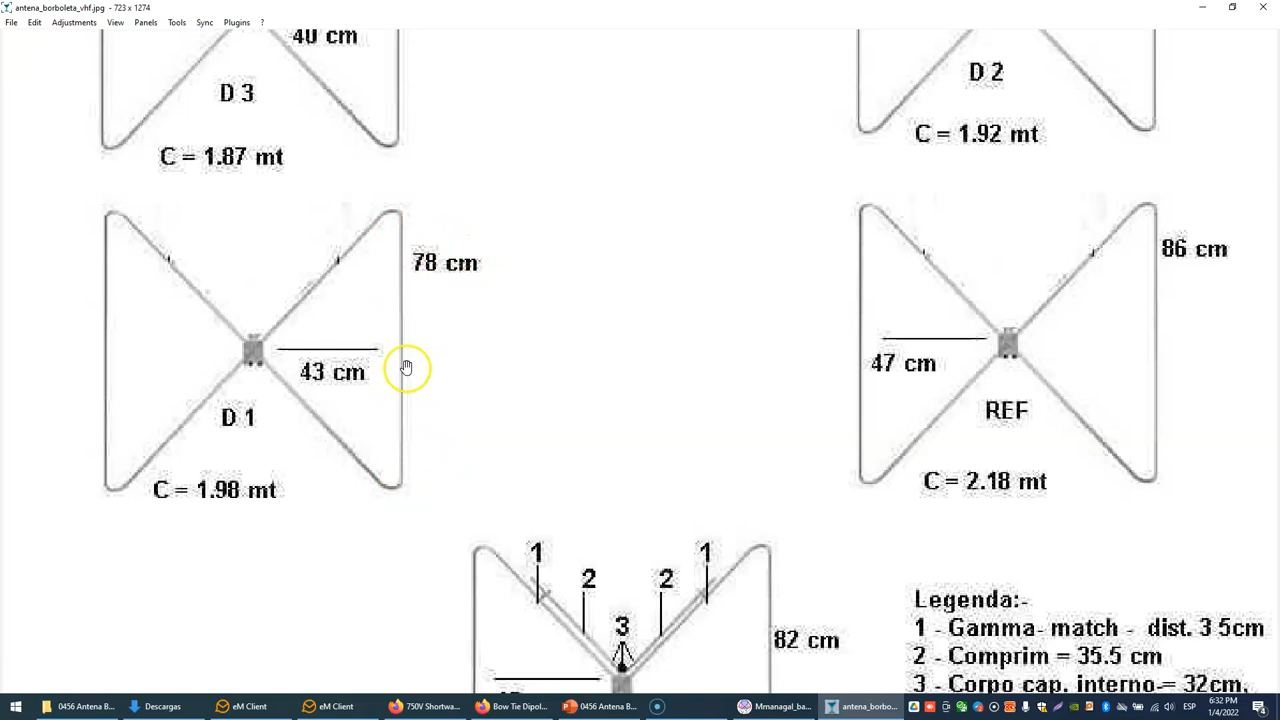 antena_borboleta_vhf.jpg - 723 x 1274
File Edit Adjustments View Panels Tools Sync Plugins ?
40 cm
D 3
C = 1.87 mt
D 2
C = 1.92 mt
78 cm
43 cm
D 1
C = 1.98 mt
86 cm
47 cm
REF
C = 2.18 mt
1 1
2 2
3
82 cm
Legenda:-
1 - Gamma- match - dist. 3 5cm
2 - Comprim = 35.5 cm
3 - Corpo cap. interno-= 32cm,
0456 Antena B... Descargas eM Client eM Client 750V Shortwa... Bow Tie Dipol... 0456 Antena B... Mmanagal_ba... antena_borbo... ESP 6:32 PM
1/4/2022